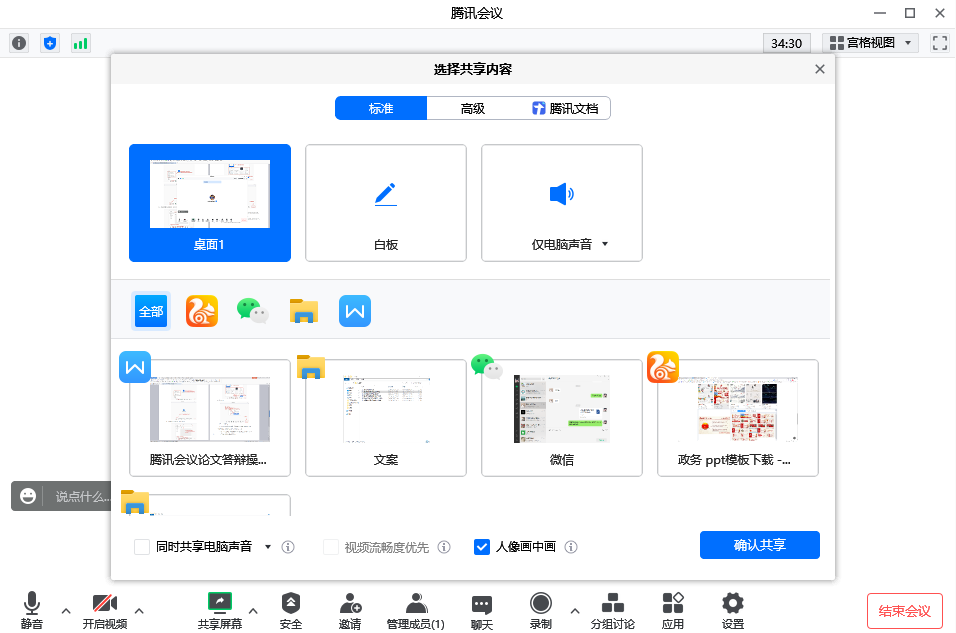 腾讯会议
34:30
宫格视图
选择共享内容
标准
高级
腾讯文档
桌面1
白板
仅电脑声音
全部
腾讯会议论文答辩操...
文案
微信
政务 ppt模板下载 -...
说点什么...
同时共享电脑声音
视频流畅度优先
人像画中画
确认共享
静音
开启视频
共享屏幕
安全
邀请
管理成员(1)
聊天
录制
分组讨论
应用
设置
结束会议